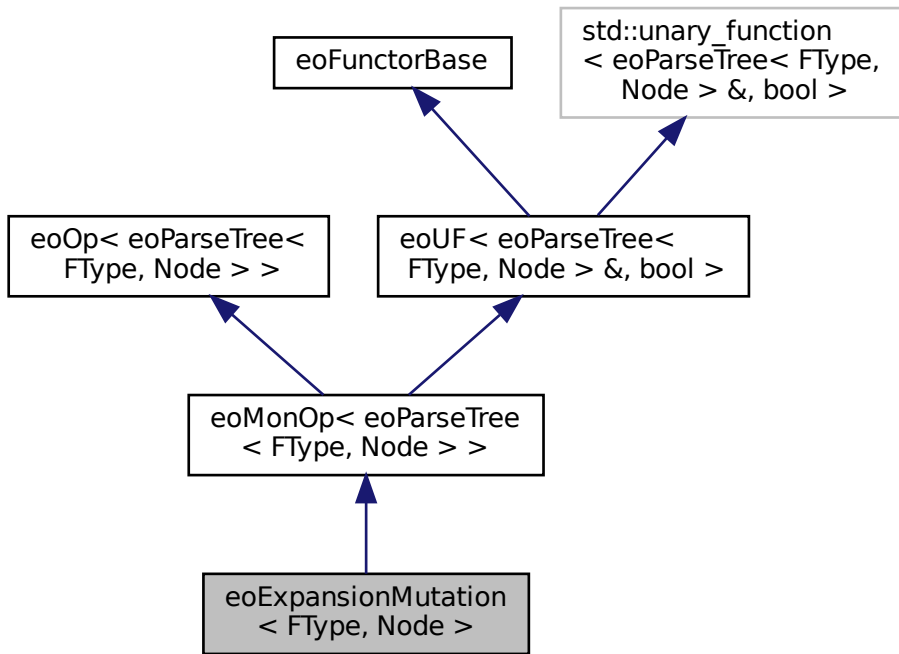 eoFunctorBase
std::unary_function
< eoParseTree< FType,
Node > &, bool >
eoOp< eoParseTree<
FType, Node > >
eoUF< eoParseTree<
FType, Node > &, bool >
eoMonOp< eoParseTree
< FType, Node > >
eoExpansionMutation
< FType, Node >